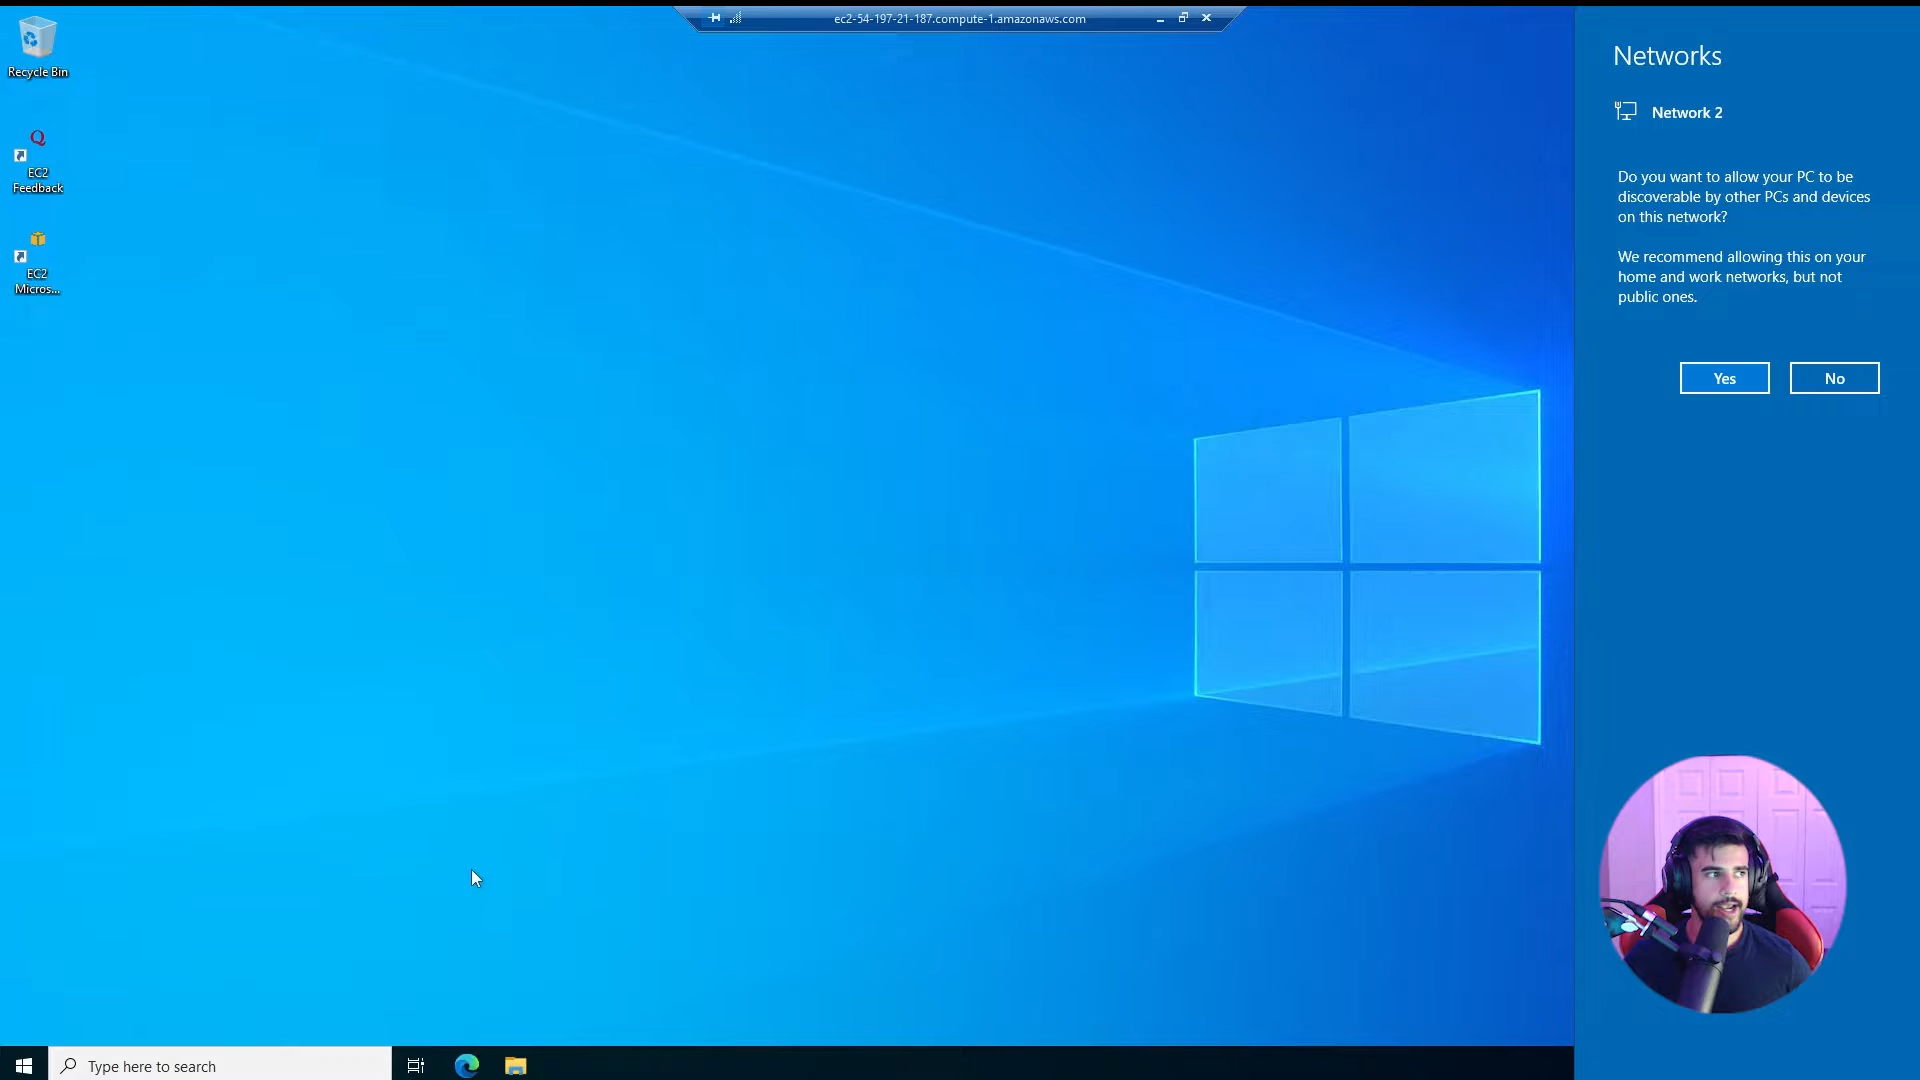 ec2-54-197-21-187.compute-1.amazonaws.com
Recycle Bin
EC2
Feedback
EC2
Micros...
Networks
Network 2
Do you want to allow your PC to be
discoverable by other PCs and devices
on this network?
We recommend allowing this on your
home and work networks, but not
public ones.
Yes
No
Type here to search